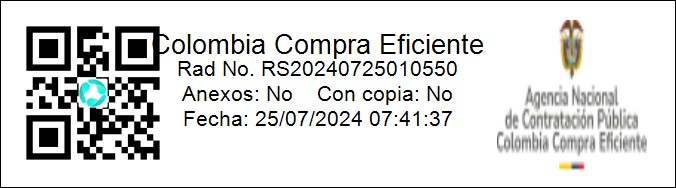 Colombia Compra Eficiente
Rad No. RS20240725010550
Anexos: No    Con copia: No
Fecha: 25/07/2024 07:41:37
Agencia Nacional
de Contratación Pública
Colombia Compra Eficiente